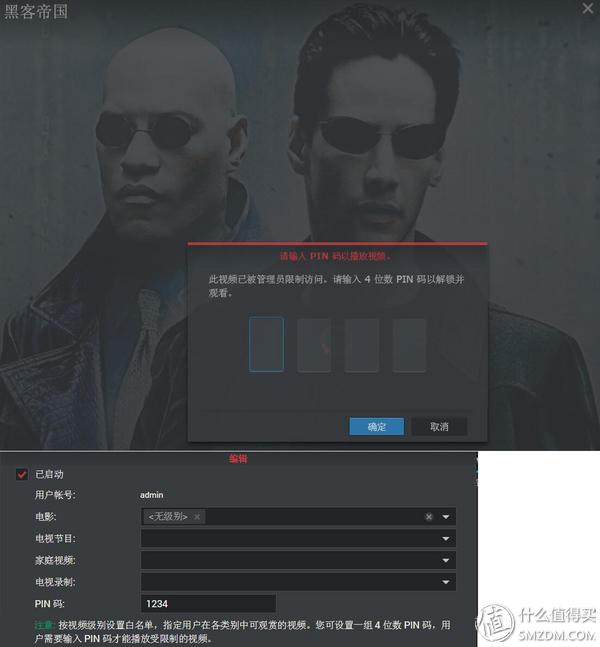 黑客帝国
请输入 PIN 码以播放视频。
此视频已被管理员限制访问。请输入 4 位数 PIN 码以解锁并
观看。
确定 取消
编辑
已启动
用户帐号: admin
电影: <无级别> ×
电视节目:
家庭视频:
电视录制:
PIN 码: 1234
注意: 按视频级别设置白名单，指定用户在各类别中可观赏的视频。您可设置一组 4 位数 PIN 码，用
户需要输入 PIN 码才能播放受限制的视频。
值 什么值得买
SMZDM.COM